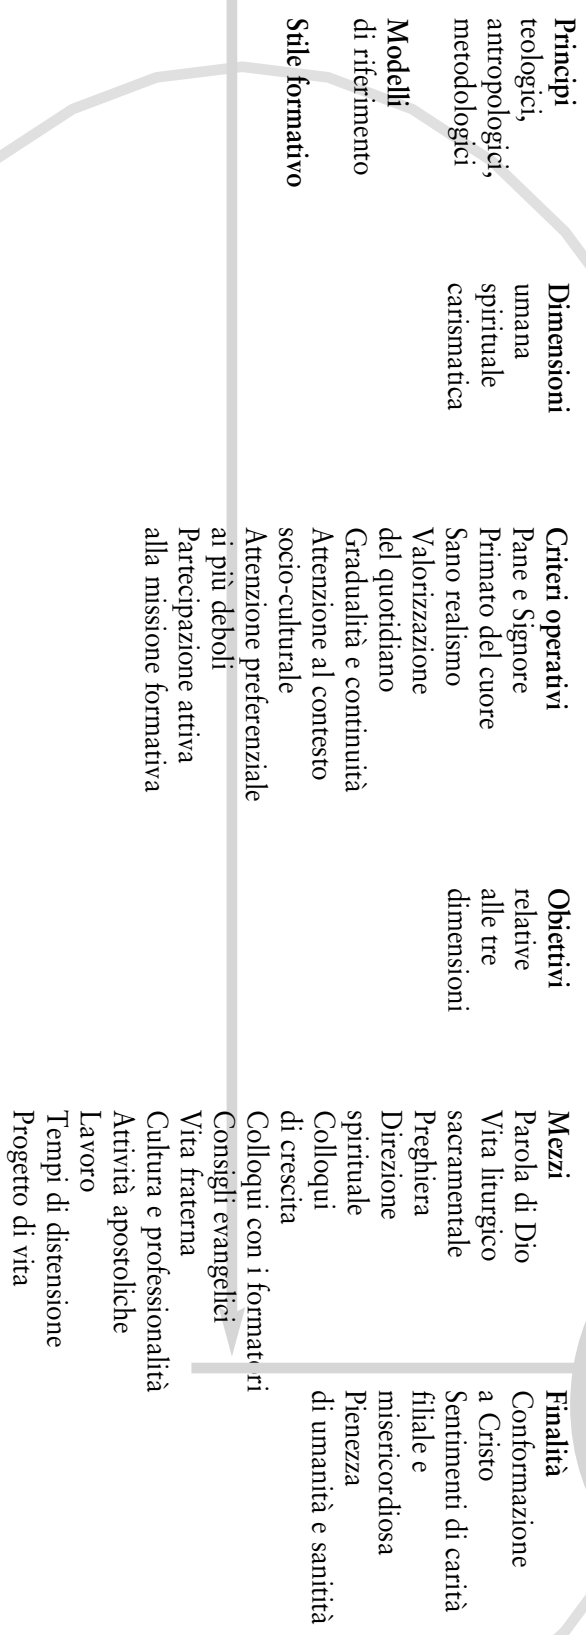 Principi
teologici,
antropologici,
metodologici
Modelli
di riferimento
Stile formativo
Dimensioni
umana
spirituale
carismatica
Criteri operativi
Pane e Signore
Primato del cuore
Sano realismo
Valorizzazione
del quotidiano
Gradualità e continuità
Attenzione al contesto
socio-culturale
Attenzione preferenziale
ai più deboli
Partecipazione attiva
alla missione formativa
Obiettivi
relative
alle tre
dimensioni
Mezzi
Parola di Dio
Vita liturgico
sacramentale
Preghiera
Direzione
spirituale
Colloqui
di crescita
Colloqui con i formatori
Consigli evangelici
Vita fraterna
Cultura e professionalità
Attività apostoliche
Lavoro
Tempi di distensione
Progetto di vita
Finalità
Conformazione
a Cristo
Sentimenti di carità
filiale e
misericordiosa
Pienezza
di umanità e sanitità